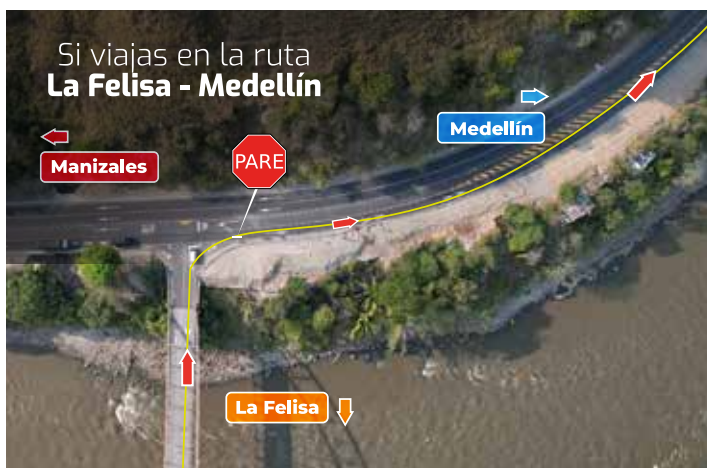 Si viajas en la ruta
La Felisa - Medellín
Medellín
Manizales
PARE
La Felisa